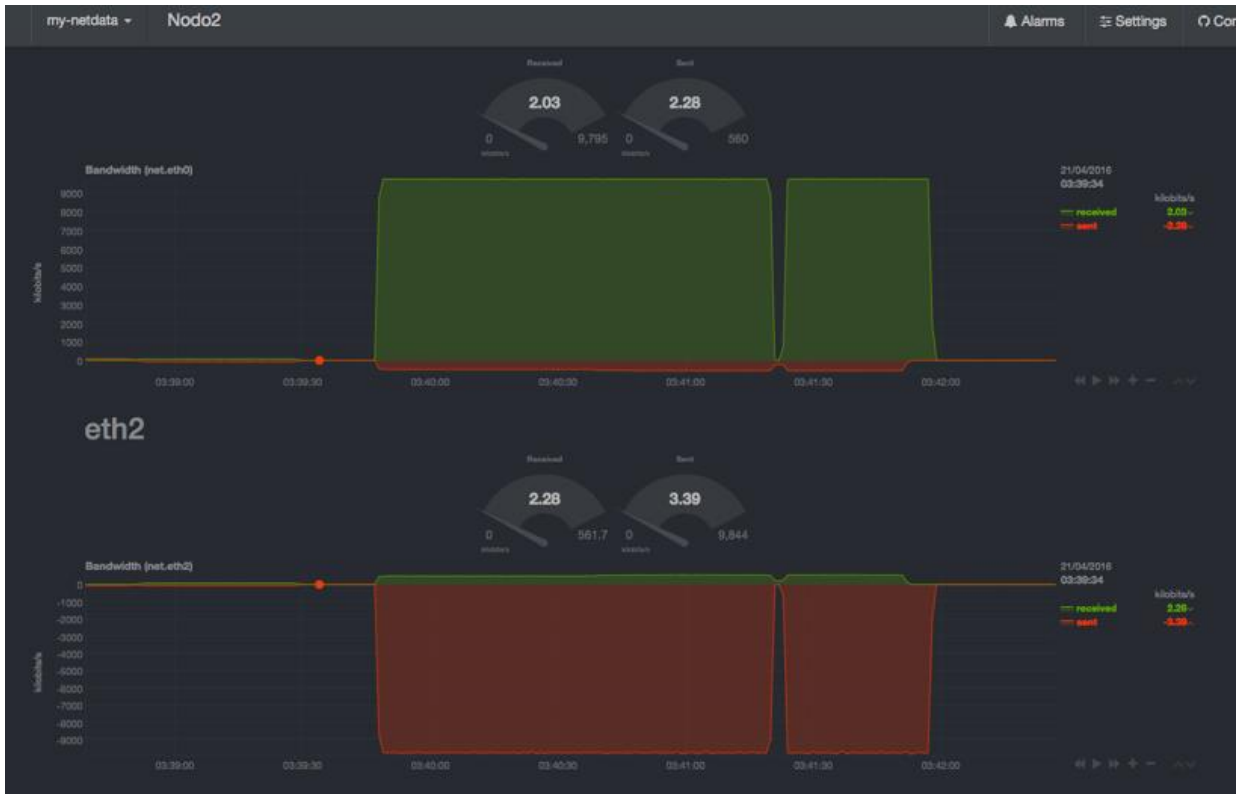 my-netdata Nodo2 Alarms Settings Con
Received Sent
2.03 2.28
0 9,795 0 560
kilobits/s kilobits/s
Bandwidth (net.eth0)
21/04/2016
03:39:34
kilobits/s
received 2.03
sent -2.28
kilobits/s
9000
8000
7000
6000
5000
4000
3000
2000
1000
0
03:39:00 03:39:30 03:40:00 03:40:30 03:41:00 03:41:30 03:42:00
eth2
Received Sent
2.28 3.39
0 561.7 0 9,844
kilobits/s kilobits/s
Bandwidth (net.eth2)
21/04/2016
03:39:34
kilobits/s
received 2.28
sent -3.39
kilobits/s
0
-1000
-2000
-3000
-4000
-5000
-6000
-7000
-8000
-9000
03:39:00 03:39:30 03:40:00 03:40:30 03:41:00 03:41:30 03:42:00